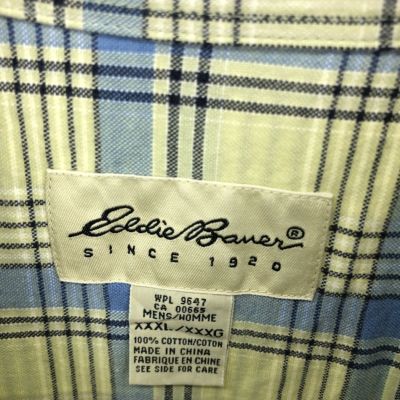 Eddie Bauer®
SINCE 1920
WPL 9647
CA 00665
MENS/HOMME
XXXL/XXXG
100% COTTON/COTON
MADE IN CHINA
FABRIQUE EN CHINE
SEE SIDE FOR CARE